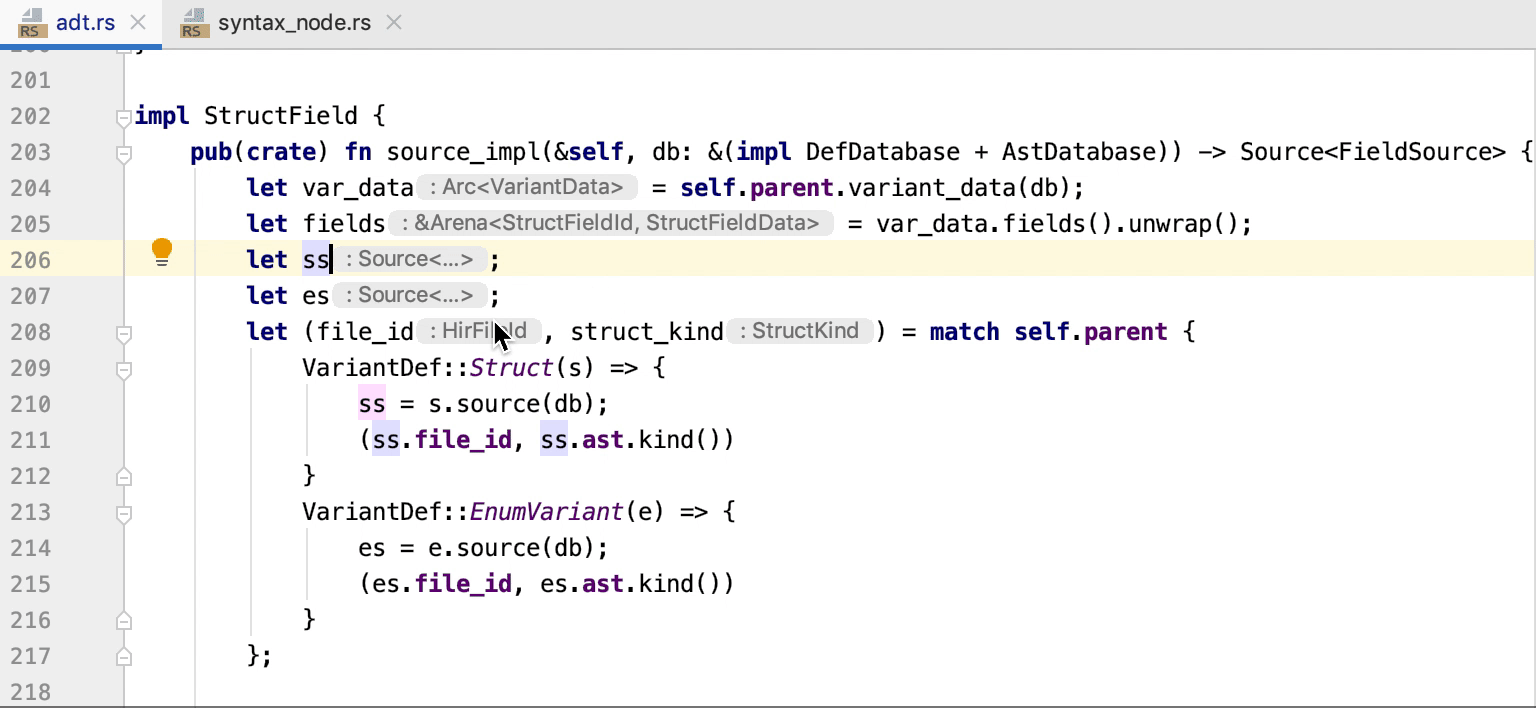 RS adt.rs RS syntax_node.rs
201
202 impl StructField {
203 pub(crate) fn source_impl(&self, db: &(impl DefDatabase + AstDatabase)) -> Source<FieldSource> {
204 let var_data : Arc<VariantData> = self.parent.variant_data(db);
205 let fields : &Arena<StructFieldId, StructFieldData> = var_data.fields().unwrap();
206 let ss : Source<...> ;
207 let es : Source<...> ;
208 let (file_id : HirFileId , struct_kind : StructKind ) = match self.parent {
209 VariantDef::Struct(s) => {
210 ss = s.source(db);
211 (ss.file_id, ss.ast.kind())
212 }
213 VariantDef::EnumVariant(e) => {
214 es = e.source(db);
215 (es.file_id, es.ast.kind())
216 }
217 };
218